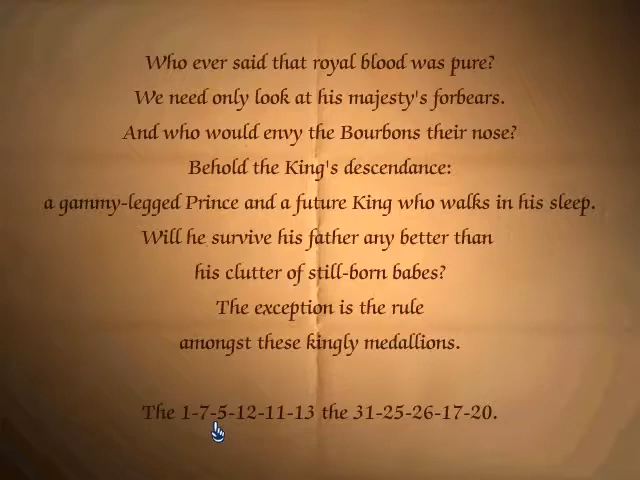 Who ever said that royal blood was pure?
We need only look at his majesty's forbears.
And who would envy the Bourbons their nose?
Behold the King's descendance:
a gammy-legged Prince and a future King who walks in his sleep.
Will he survive his father any better than
his clutter of still-born babes?
The exception is the rule
amongst these kingly medallions.
The 1-7-5-12-11-13 the 31-25-26-17-20.